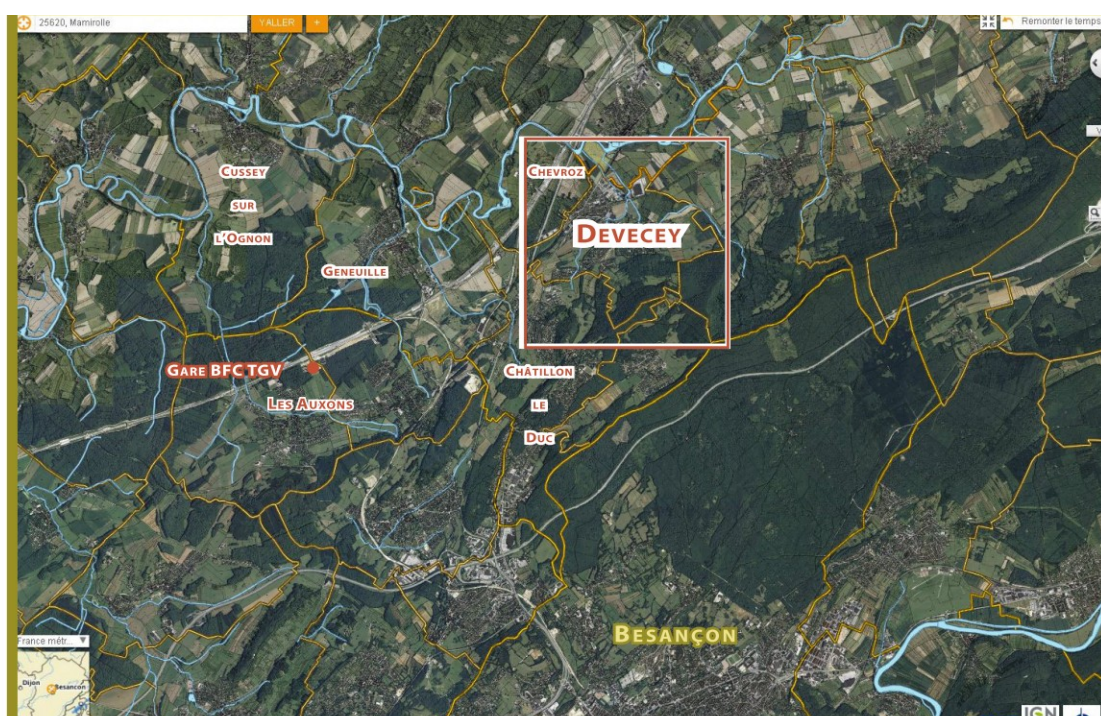 25620, Mamirolle
Y ALLER
+
Remonter le temps
CUSSEY
SUR
L'OGNON
CHEVROZ
DEVECEY
GENEUILLE
GARE BFC TGV
LES AUXONS
CHÂTILLON
LE
DUC
BESANÇON
France métr...
Dijon
Besancon
IGN